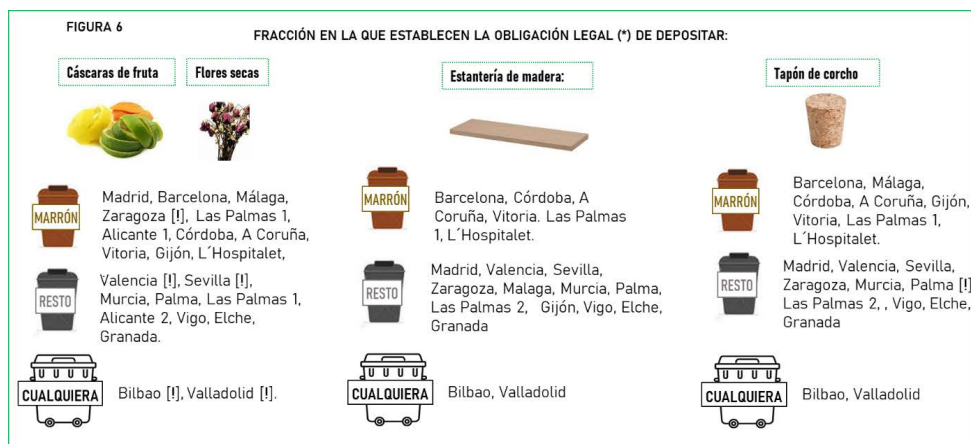 FIGURA 6
FRACCIÓN EN LA QUE ESTABLECEN LA OBLIGACIÓN LEGAL (*) DE DEPOSITAR:
Cáscaras de fruta
Flores secas
MARRÓN
Madrid, Barcelona, Málaga,
Zaragoza [!], Las Palmas 1,
Alicante 1, Córdoba, A Coruña,
Vitoria, Gijón, L´Hospitalet,
RESTO
Valencia [!], Sevilla [!],
Murcia, Palma, Las Palmas 1,
Alicante 2, Vigo, Elche,
Granada.
CUALQUIERA
Bilbao [!], Valladolid [!].
Estantería de madera:
MARRÓN
Barcelona, Córdoba, A
Coruña, Vitoria. Las Palmas
1, L´Hospitalet.
RESTO
Madrid, Valencia, Sevilla,
Zaragoza, Malaga, Murcia, Palma,
Las Palmas 2, Gijón, Vigo, Elche,
Granada
CUALQUIERA
Bilbao, Valladolid
Tapón de corcho
MARRÓN
Barcelona, Málaga,
Córdoba, A Coruña, Gijón,
Vitoria, Las Palmas 1,
L´Hospitalet.
RESTO
Madrid, Valencia, Sevilla,
Zaragoza, Murcia, Palma [!]
Las Palmas 2, , Vigo, Elche,
Granada
CUALQUIERA
Bilbao, Valladolid